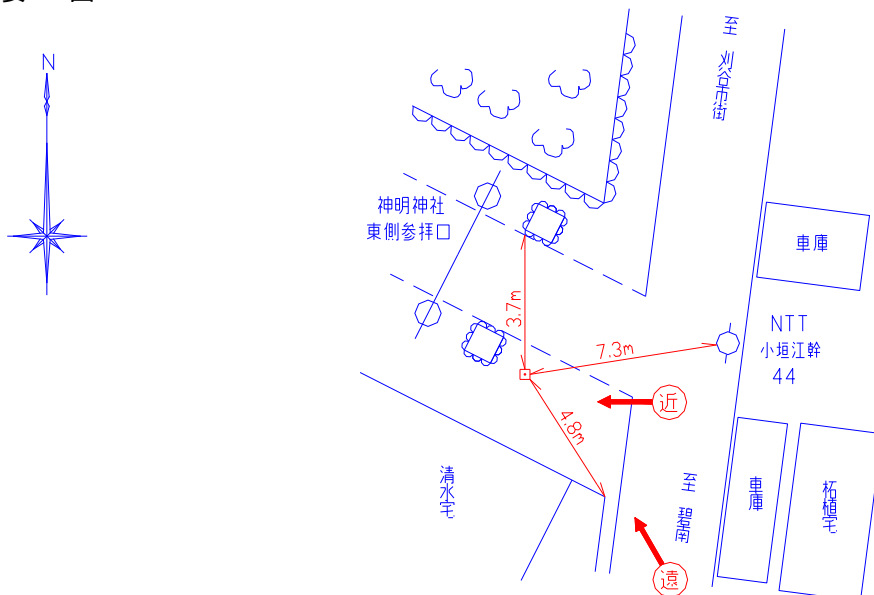 N
至 刈谷市街
神明神社
東側参拝口
車庫
3.7m
NTT
小垣江幹
44
7.3m
近
4.8m
清水宅
至 碧南
車庫
柘植宅
遠